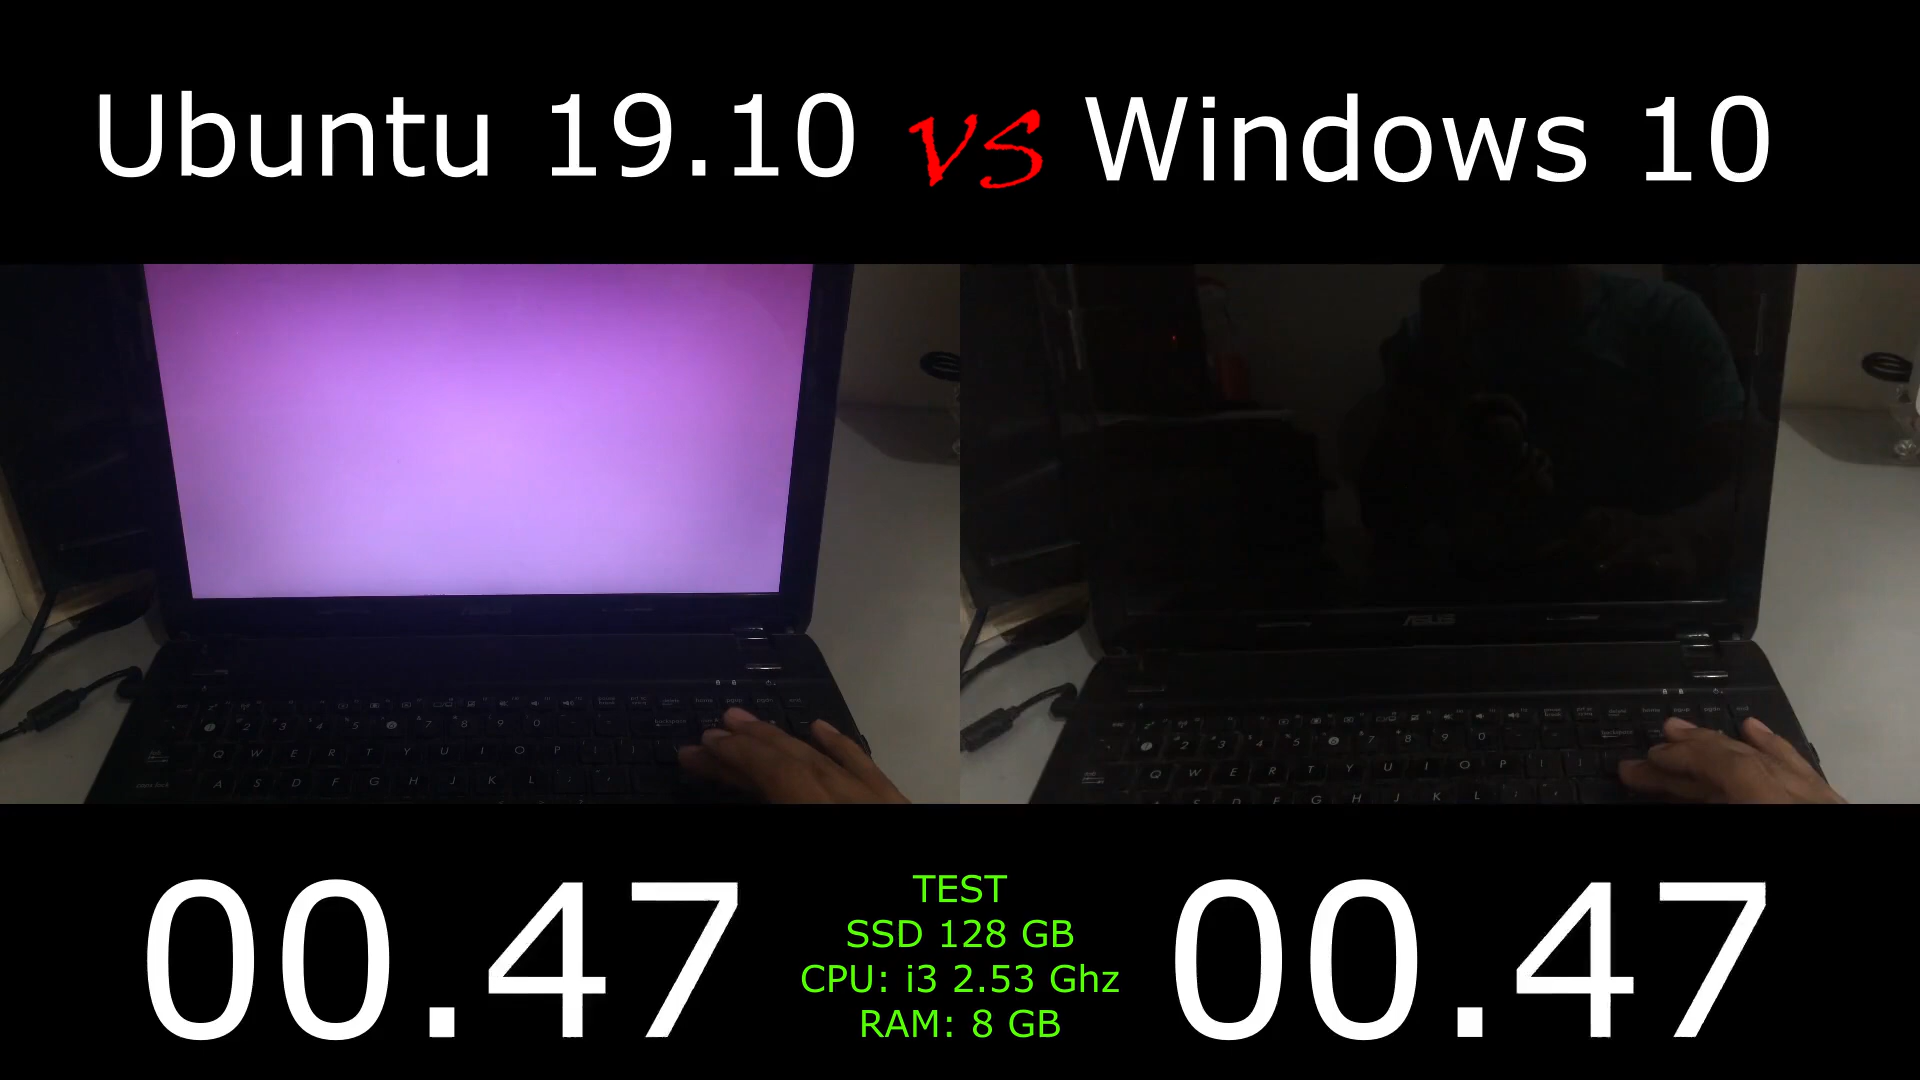 Ubuntu 19.10 vs Windows 10
ASUS
Q W E R T Y U I O P
A S D F G H J K L
Q W E R T Y U I O P
00.47
TEST
SSD 128 GB
CPU: i3 2.53 Ghz
RAM: 8 GB
00.47